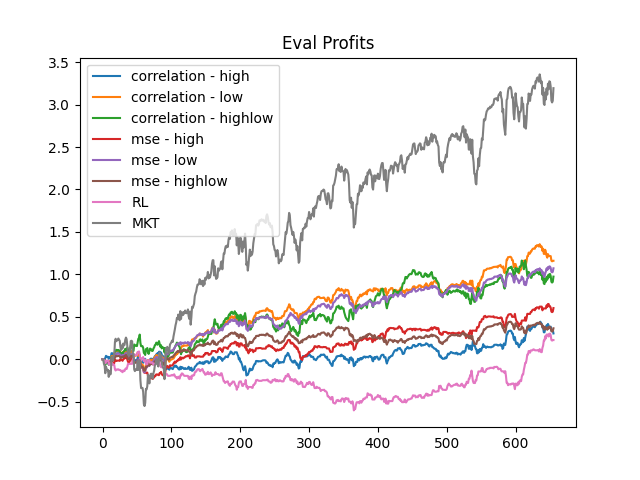 Eval Profits
3.5
3.0
2.5
2.0
1.5
1.0
0.5
0.0
−0.5
correlation - high
correlation - low
correlation - highlow
mse - high
mse - low
mse - highlow
RL
MKT
0 100 200 300 400 500 600